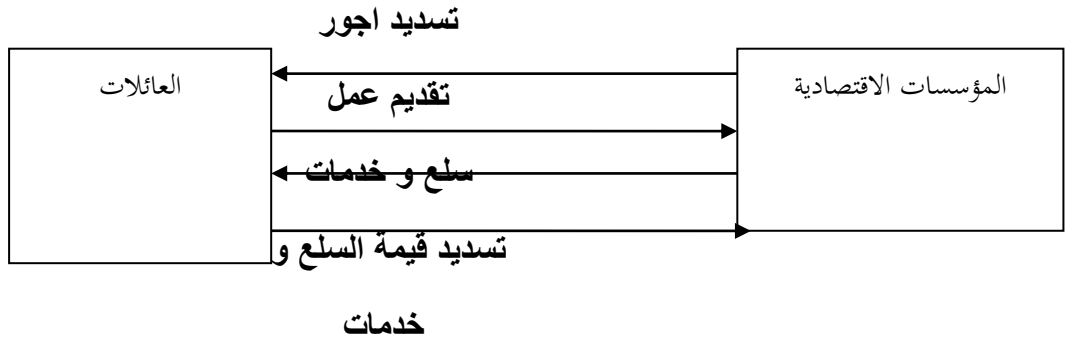 تسديد اجور
المؤسسات الاقتصادية
العائلات
تقديم عمل
سلع و خدمات
تسديد قيمة السلع و
خدمات